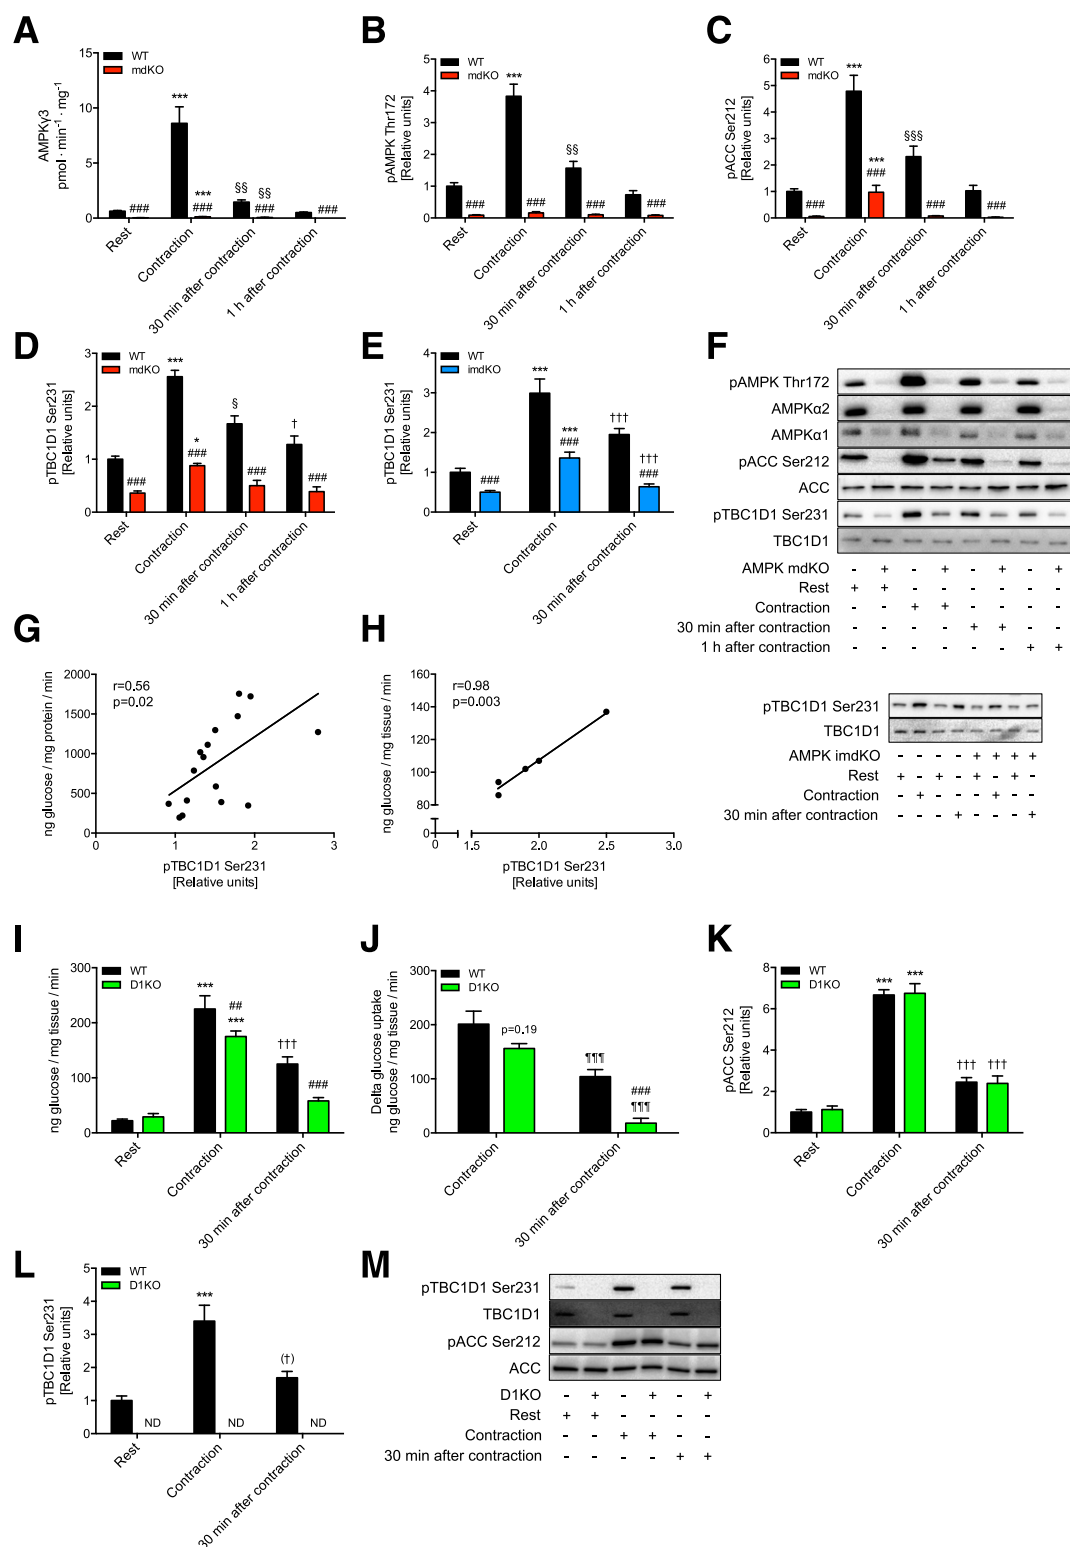 A
AMPKγ3
pmol · min⁻¹ · mg⁻¹
15
10
5
0
WT
mdKO
***
***
###
###
§§
§§
###
###
Rest
Contraction
30 min after contraction
1 h after contraction
B
pAMPK Thr172
[Relative units]
5
4
3
2
1
0
WT
mdKO
***
§§
###
###
###
###
Rest
Contraction
30 min after contraction
1 h after contraction
C
pACC Ser212
[Relative units]
6
5
4
3
2
1
0
WT
mdKO
***
§§§
***
###
###
###
###
Rest
Contraction
30 min after contraction
1 h after contraction
D
pTBC1D1 Ser231
[Relative units]
3
2
1
0
WT
mdKO
***
§
†
*
###
###
###
###
Rest
Contraction
30 min after contraction
1 h after contraction
E
pTBC1D1 Ser231
[Relative units]
4
3
2
1
0
WT
imdKO
***
†††
***
###
†††
###
###
Rest
Contraction
30 min after contraction
F
pAMPK Thr172
AMPKα2
AMPKα1
pACC Ser212
ACC
pTBC1D1 Ser231
TBC1D1
AMPK mdKO - + - + - + - +
Rest + + - - - - - -
Contraction - - + + - - - -
30 min after contraction - - - - + + - -
1 h after contraction - - - - - - + +
pTBC1D1 Ser231
TBC1D1
AMPK imdKO - - - - + + + +
Rest + - + - + - + -
Contraction - + - - - + - -
30 min after contraction - - - + - - - +
G
ng glucose / mg protein / min
2000
1500
1000
500
0
r=0.56
p=0.02
0 1 2 3
pTBC1D1 Ser231
[Relative units]
H
ng glucose / mg tissue / min
160
140
120
100
80
0
r=0.98
p=0.003
0 1.5 2.0 2.5 3.0
pTBC1D1 Ser231
[Relative units]
I
ng glucose / mg tissue / min
300
200
100
0
WT
D1KO
***
##
***
†††
###
Rest
Contraction
30 min after contraction
J
Delta glucose uptake
ng glucose / mg tissue / min
300
200
100
0
WT
D1KO
p=0.19
¶¶¶
###
¶¶¶
Contraction
30 min after contraction
K
pACC Ser212
[Relative units]
8
6
4
2
0
WT
D1KO
***
***
†††
†††
Rest
Contraction
30 min after contraction
L
pTBC1D1 Ser231
[Relative units]
5
4
3
2
1
0
WT
D1KO
***
(†)
ND
ND
ND
Rest
Contraction
30 min after contraction
M
pTBC1D1 Ser231
TBC1D1
pACC Ser212
ACC
D1KO - + - + - +
Rest + + - - - -
Contraction - - + + - -
30 min after contraction - - - - + +